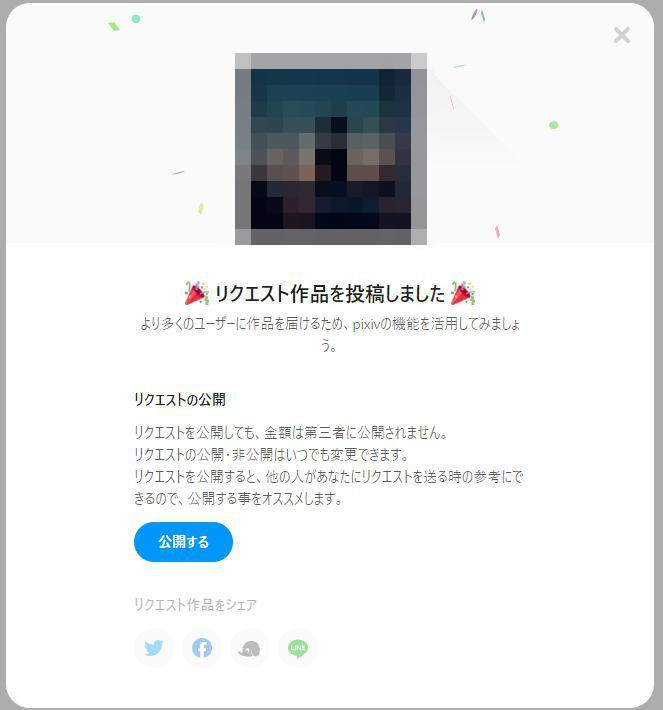 🎉 リクエスト作品を投稿しました 🎉
より多くのユーザーに作品を届けるため、pixivの機能を活用してみましょ
う。
リクエストの公開
リクエストを公開しても、金額は第三者に公開されません。
リクエストの公開・非公開はいつでも変更できます。
リクエストを公開すると、他の人があなたにリクエストを送る時の参考にで
きるので、公開する事をオススメします。
公開する
リクエスト作品をシェア
LINE